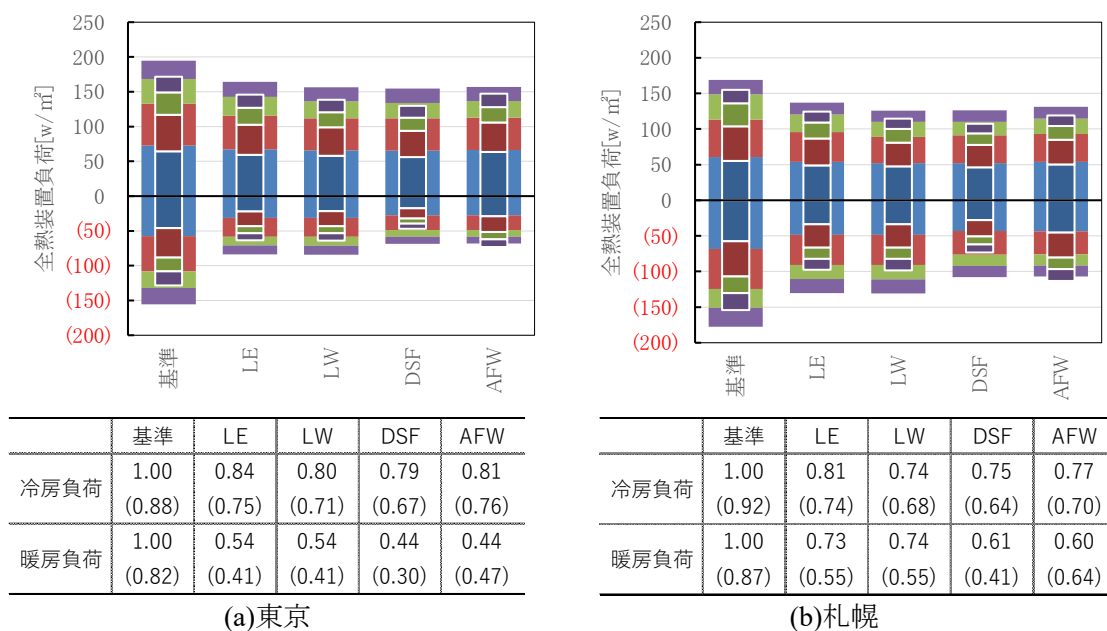 250
200
150
100
50
0
(50)
(100)
(150)
(200)
全熱装置負荷[w/㎡]
基準 LE LW DSF AFW
基準 LE LW DSF AFW
冷房負荷 1.00 0.84 0.80 0.79 0.81
(0.88) (0.75) (0.71) (0.67) (0.76)
暖房負荷 1.00 0.54 0.54 0.44 0.44
(0.82) (0.41) (0.41) (0.30) (0.47)
(a)東京
250
200
150
100
50
0
(50)
(100)
(150)
(200)
全熱装置負荷[w/㎡]
基準 LE LW DSF AFW
基準 LE LW DSF AFW
冷房負荷 1.00 0.81 0.74 0.75 0.77
(0.92) (0.74) (0.68) (0.64) (0.70)
暖房負荷 1.00 0.73 0.74 0.61 0.60
(0.87) (0.55) (0.55) (0.41) (0.64)
(b)札幌